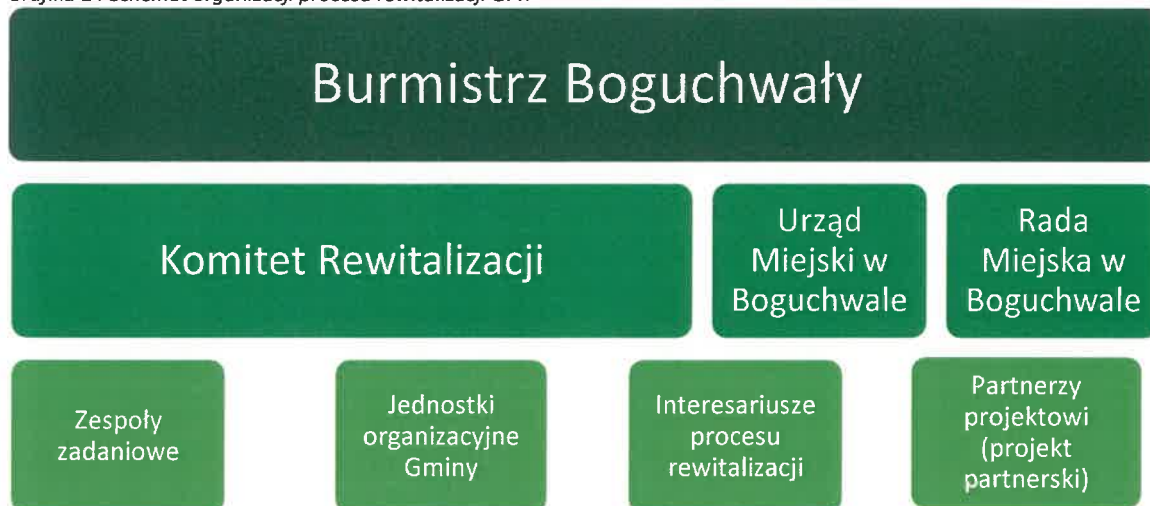 Burmistrz Boguchwały
Komitet Rewitalizacji
Urząd
Miejski w
Boguchwale
Rada
Miejska w
Boguchwale
Zespoły
zadaniowe
Jednostki
organizacyjne
Gminy
Interesariusze
procesu
rewitalizacji
Partnerzy
projektowi
(projekt
partnerski)